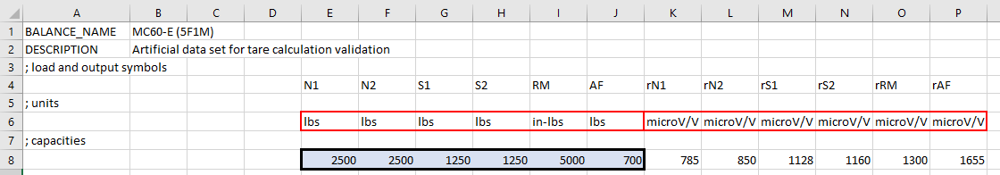 A B C D E F G H I J K L M N O P
1 BALANCE_NAME MC60-E (5F1M)
2 DESCRIPTION Artificial data set for tare calculation validation
3 ; load and output symbols
4 N1 N2 S1 S2 RM AF rN1 rN2 rS1 rS2 rRM rAF
5 ; units
6 lbs lbs lbs lbs in-lbs lbs microV/V microV/V microV/V microV/V microV/V microV/V
7 ; capacities
8 2500 2500 1250 1250 5000 700 785 850 1128 1160 1300 1655